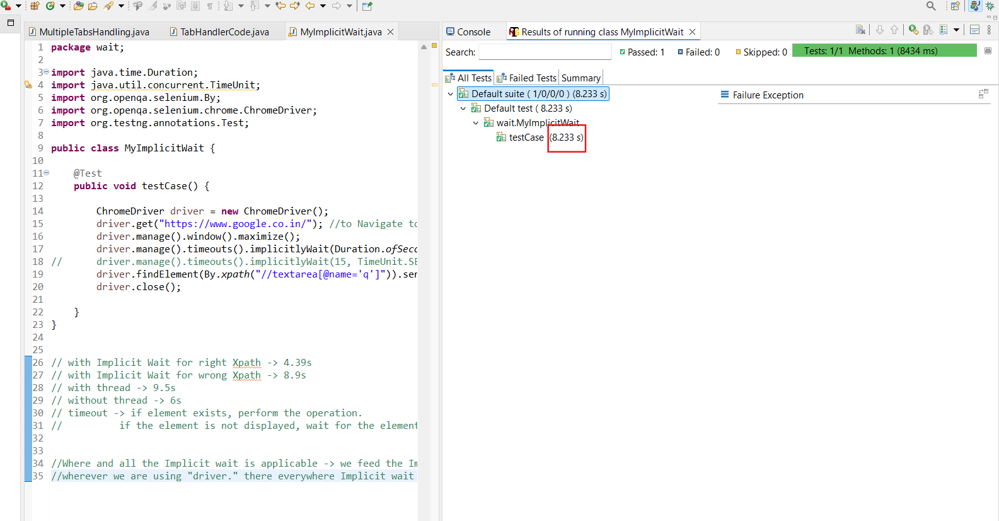 MultipleTabsHandling.java
TabHandlerCode.java
MyImplicitWait.java
1 package wait;
2
3 import java.time.Duration;
4 import java.util.concurrent.TimeUnit;
5 import org.openqa.selenium.By;
6 import org.openqa.selenium.chrome.ChromeDriver;
7 import org.testng.annotations.Test;
8
9 public class MyImplicitWait {
10
11 @Test
12 public void testCase() {
13
14 ChromeDriver driver = new ChromeDriver();
15 driver.get("https://www.google.co.in/"); //to Navigate to
16 driver.manage().window().maximize();
17 driver.manage().timeouts().implicitlyWait(Duration.ofSec
18 // driver.manage().timeouts().implicitlyWait(15, TimeUnit.SE
19 driver.findElement(By.xpath("//textarea[@name='q']")).sen
20 driver.close();
21
22 }
23 }
24
25
26 // with Implicit Wait for right Xpath -> 4.39s
27 // with Implicit Wait for wrong Xpath -> 8.9s
28 // with thread -> 9.5s
29 // without thread -> 6s
30 // timeout -> if element exists, perform the operation.
31 // if the element is not displayed, wait for the element
32
33
34 //Where and all the Implicit wait is applicable -> we feed the Im
35 //wherever we are using "driver." there everywhere Implicit wait
Console
Results of running class MyImplicitWait
Search:
Passed: 1
Failed: 0
Skipped: 0
Tests: 1/1 Methods: 1 (8434 ms)
All Tests
Failed Tests
Summary
Default suite ( 1/0/0/0 ) (8.233 s)
Default test ( 8.233 s)
wait.MyImplicitWait
testCase (8.233 s)
Failure Exception